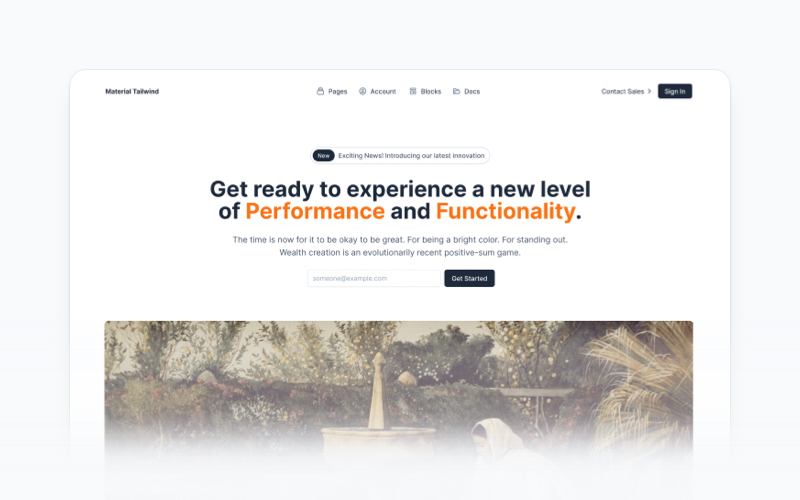 Material Tailwind
Pages
Account
Blocks
Docs
Contact Sales
Sign In
New
Exciting News! Introducing our latest innovation
Get ready to experience a new level
of Performance and Functionality.
The time is now for it to be okay to be great. For being a bright color. For standing out.
Wealth creation is an evolutionarily recent positive-sum game.
someone@example.com
Get Started